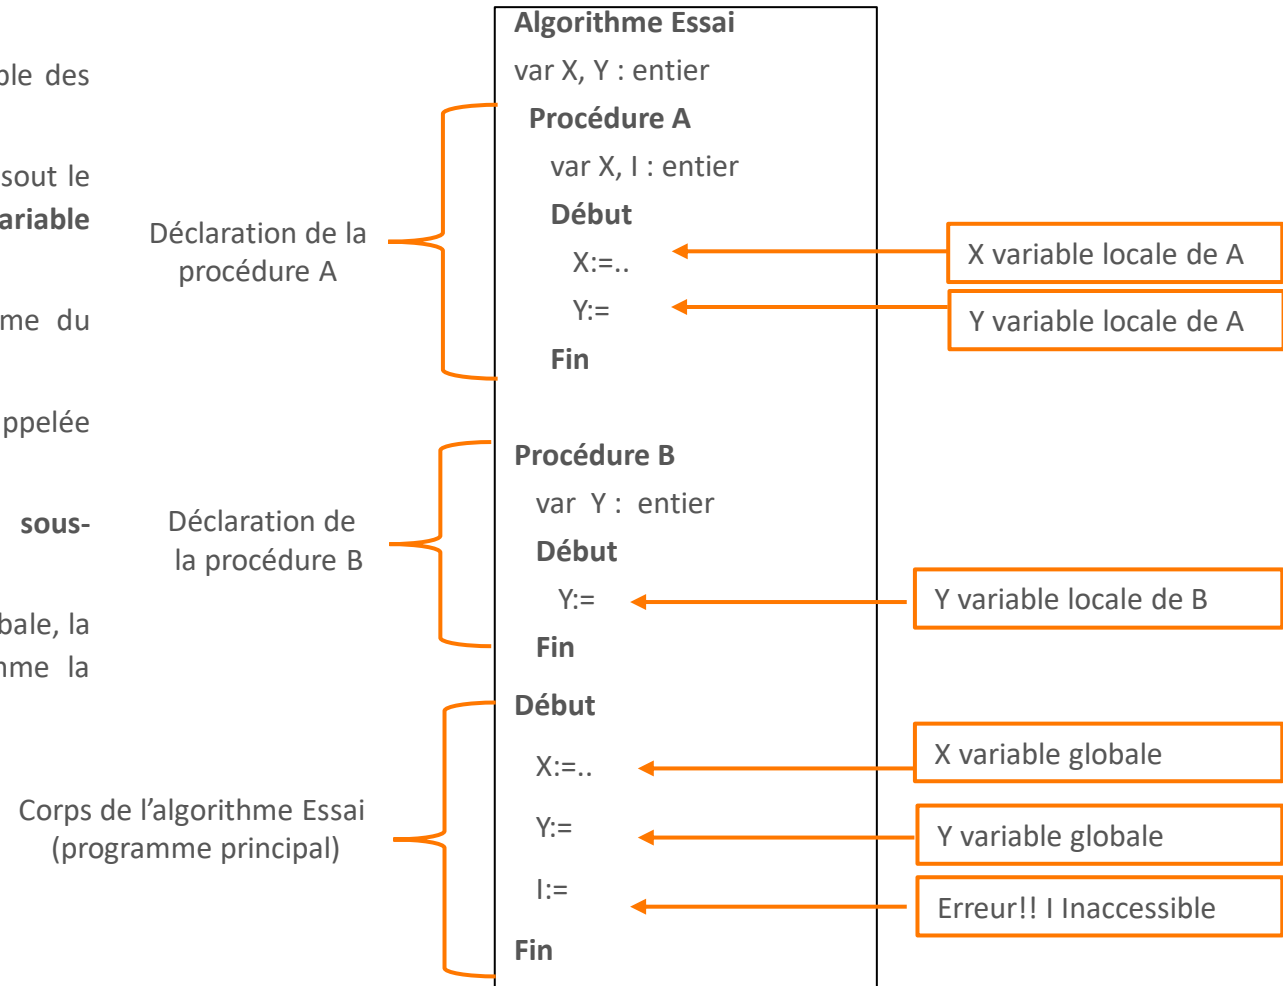 ble des
sout le
ariable
me du
ppelée
sous-
bale, la
nme la
Déclaration de la
procédure A
Déclaration de
la procédure B
Corps de l’algorithme Essai
(programme principal)
Algorithme Essai
var X, Y : entier
Procédure A
var X, I : entier
Début
X:=..
Y:=
Fin
Procédure B
var Y : entier
Début
Y:=
Fin
Début
X:=..
Y:=
I:=
Fin
X variable locale de A
Y variable locale de A
Y variable locale de B
X variable globale
Y variable globale
Erreur!! I Inaccessible